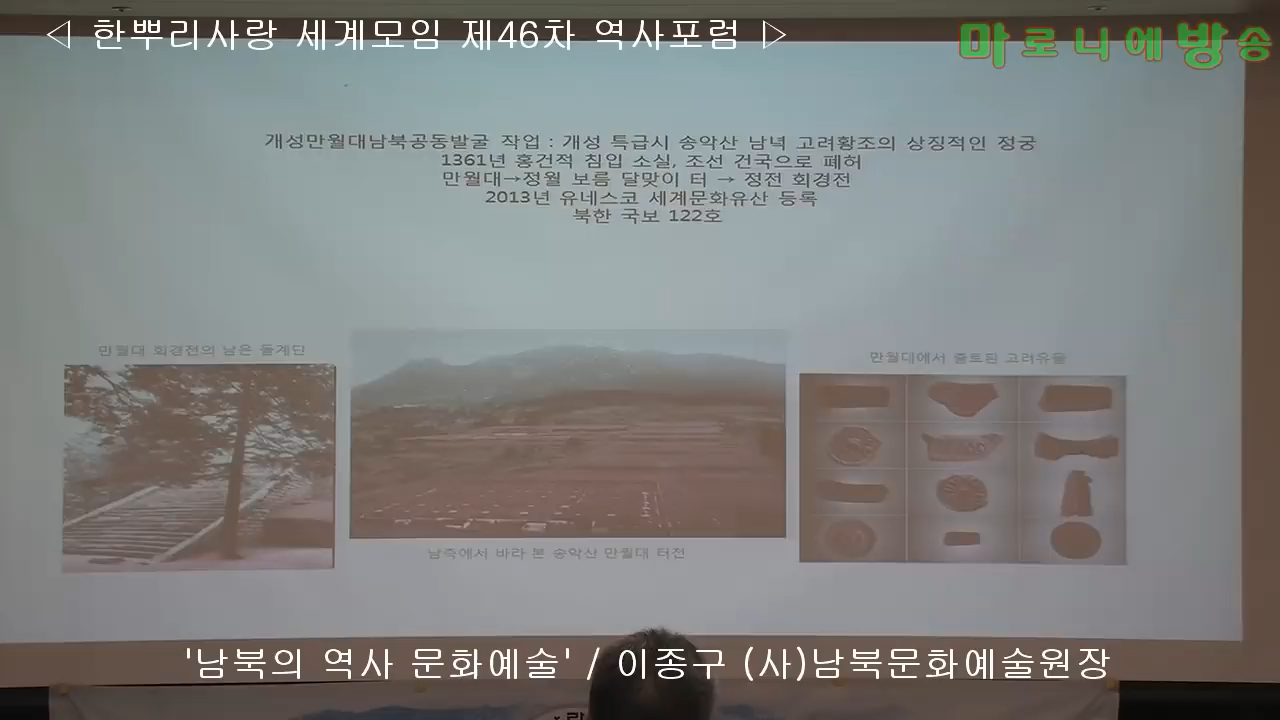 ◁ 한뿌리사랑 세계모임 제46차 역사포럼 ▷
마로니에방송
개성만월대남북공동발굴 작업 : 개성 특급시 송악산 남녘 고려황조의 상징적인 정궁
1361년 홍건적 침입 소실, 조선 건국으로 폐허
만월대→정월 보름 달맞이 터 → 정전 회경전
2013년 유네스코 세계문화유산 등록
북한 국보 122호
만월대 회경전의 남은 돌계단
만월대에서 출토된 고려유물
남측에서 바라 본 송악산 만월대 터전
'남북의 역사 문화예술' / 이종구 (사)남북문화예술원장